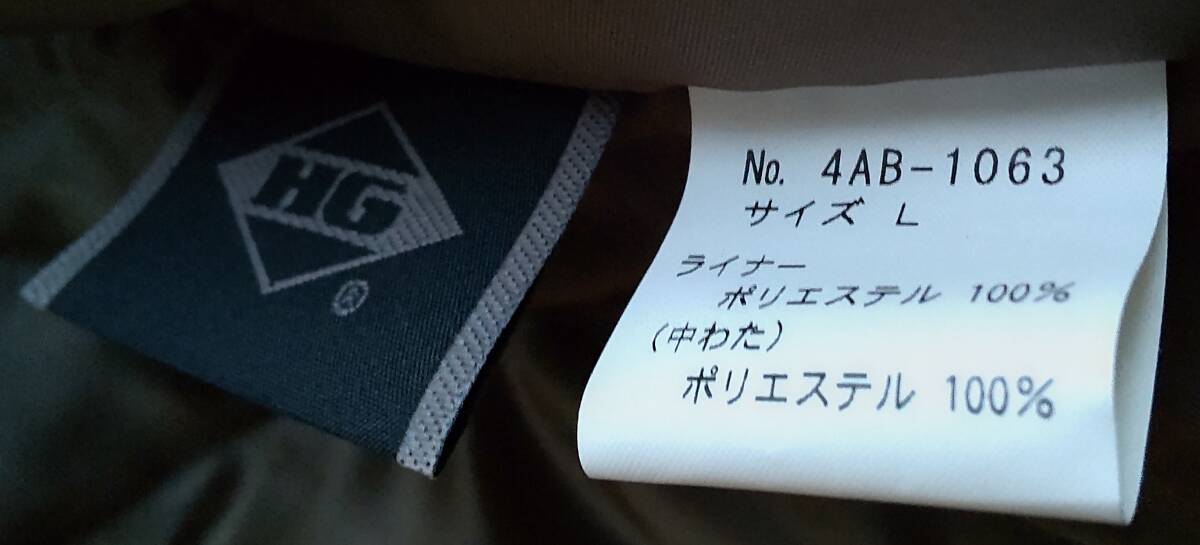 HG
®
No. 4AB-1063
サイズ L
ライナー
ポリエステル 100%
(中わた)
ポリエステル 100%